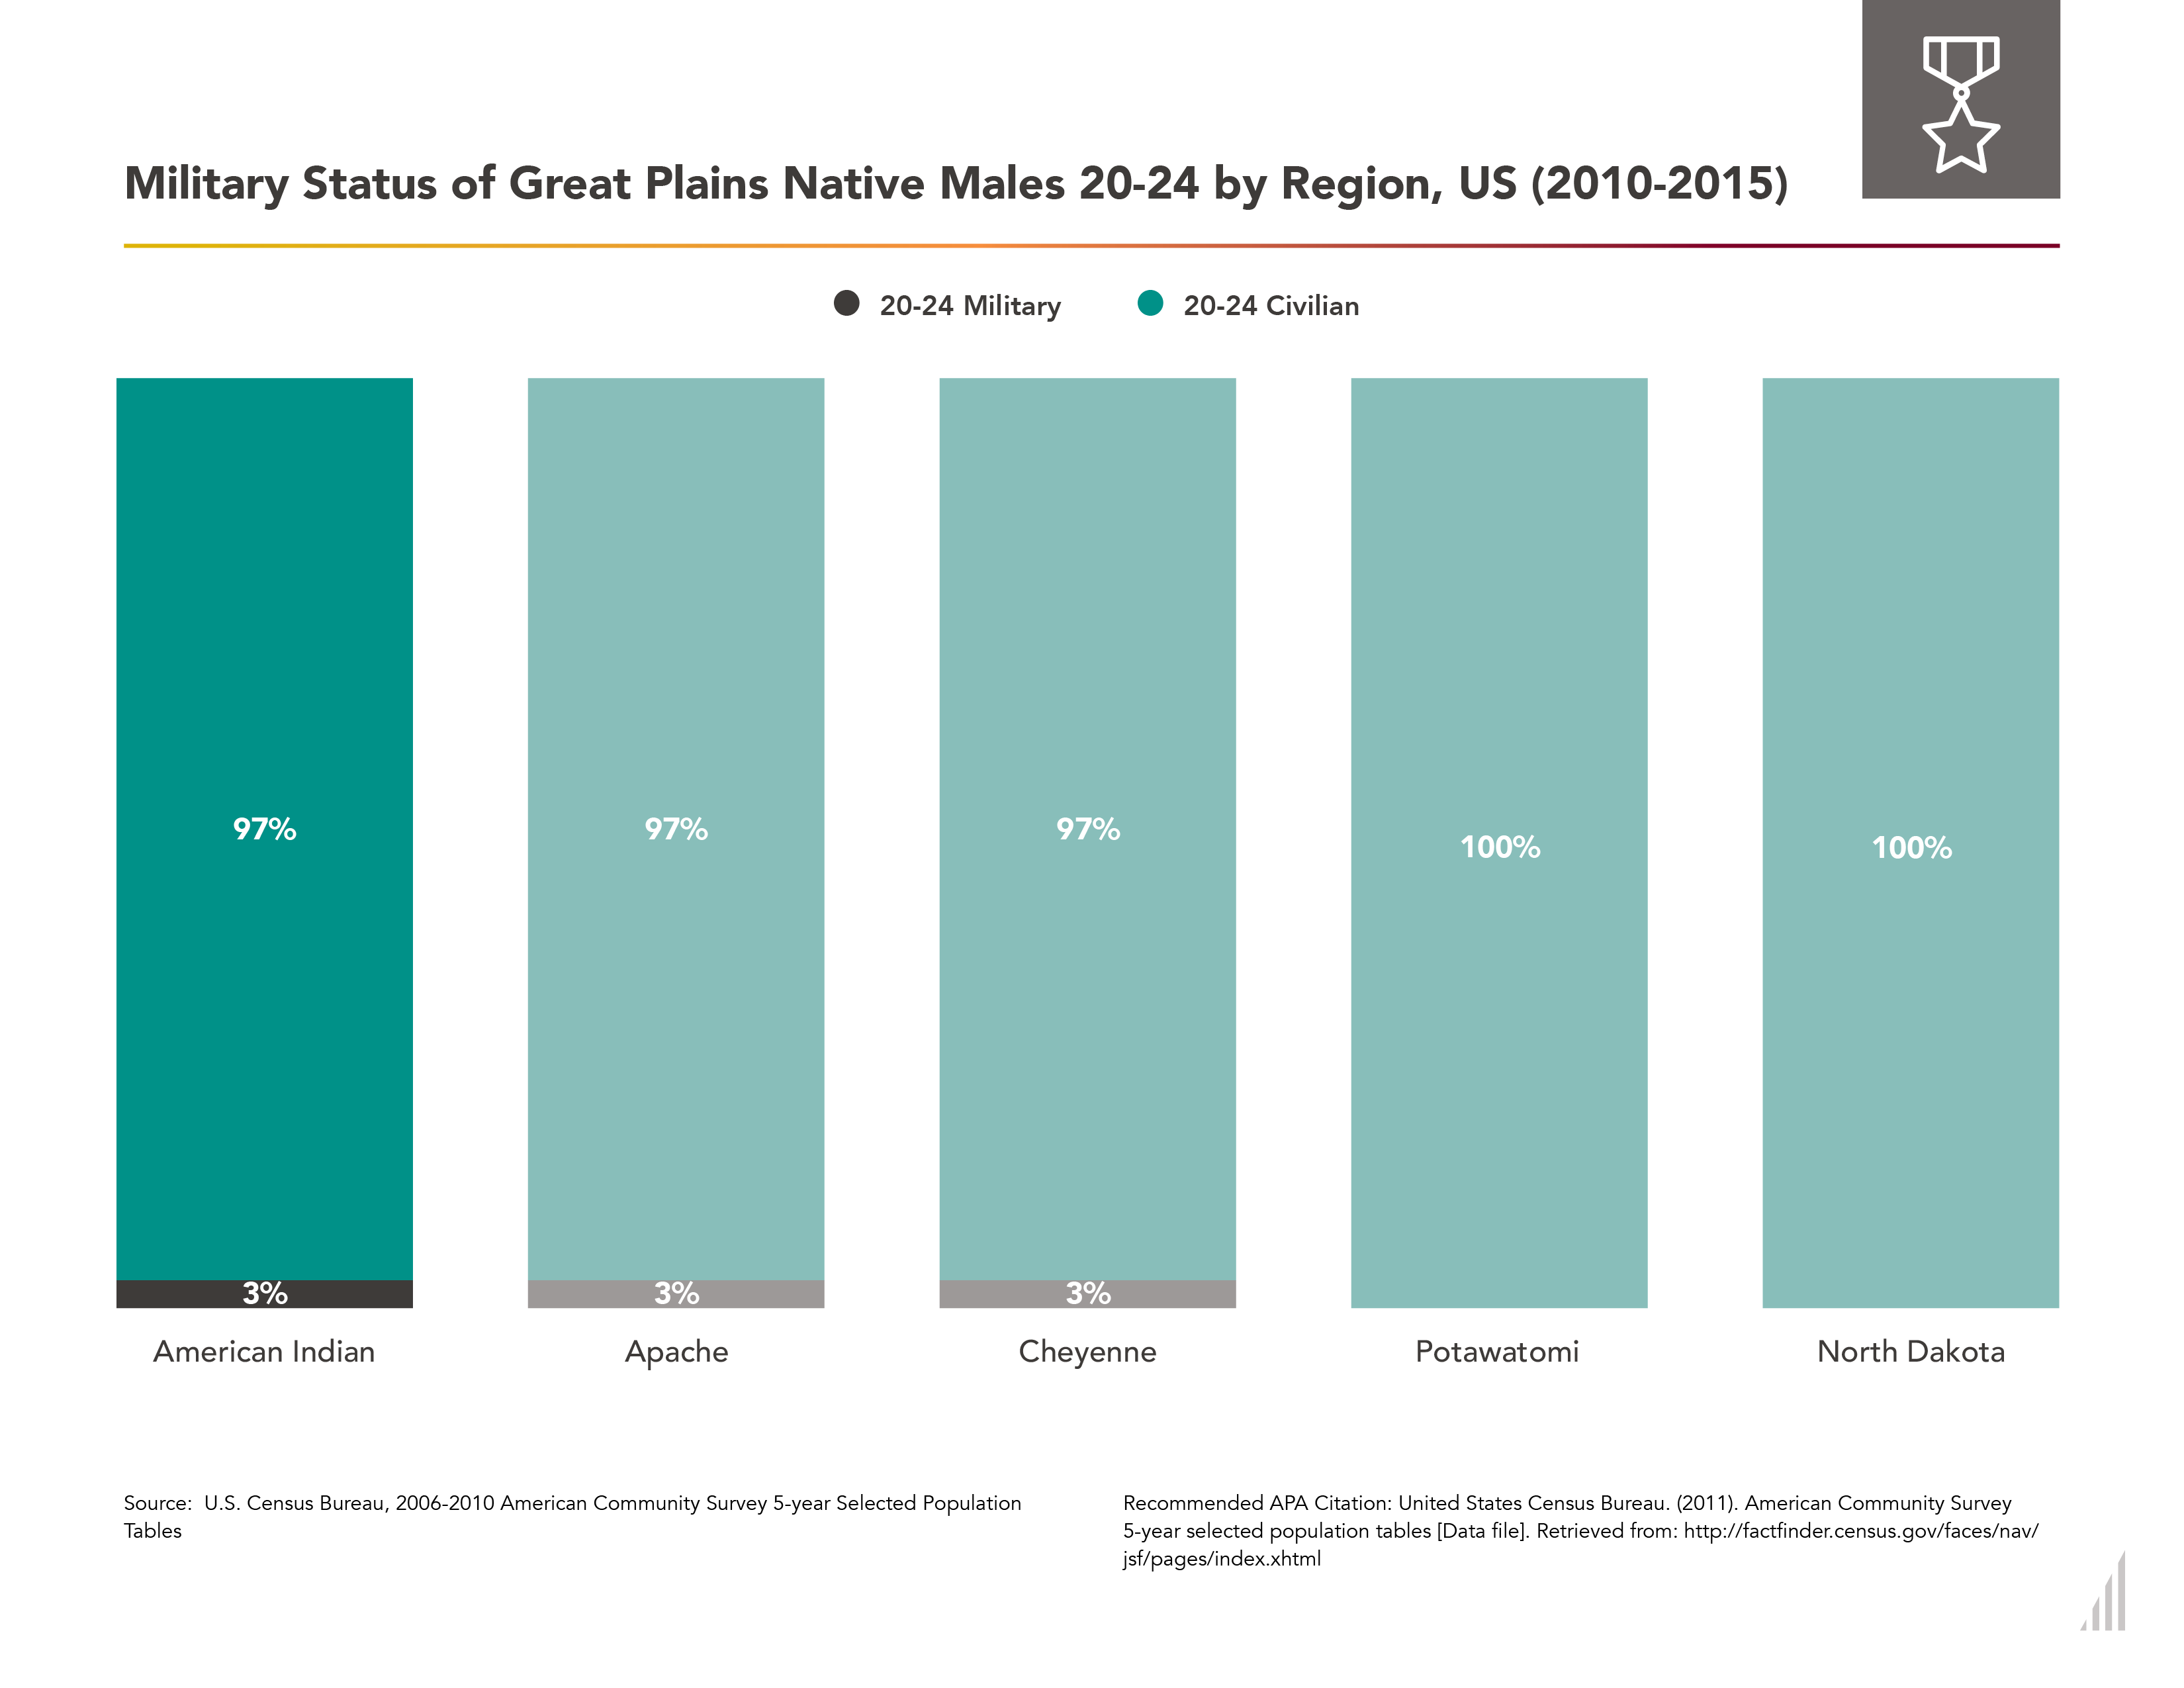 Military Status of Great Plains Native Males 20-24 by Region, US (2010-2015)
20-24 Military
20-24 Civilian
97%
97%
97%
100%
100%
3%
3%
3%
American Indian
Apache
Cheyenne
Potawatomi
North Dakota
Source:  U.S. Census Bureau, 2006-2010 American Community Survey 5-year Selected Population
Tables
Recommended APA Citation: United States Census Bureau. (2011). American Community Survey
5-year selected population tables [Data file]. Retrieved from: http://factfinder.census.gov/faces/nav/
jsf/pages/index.xhtml